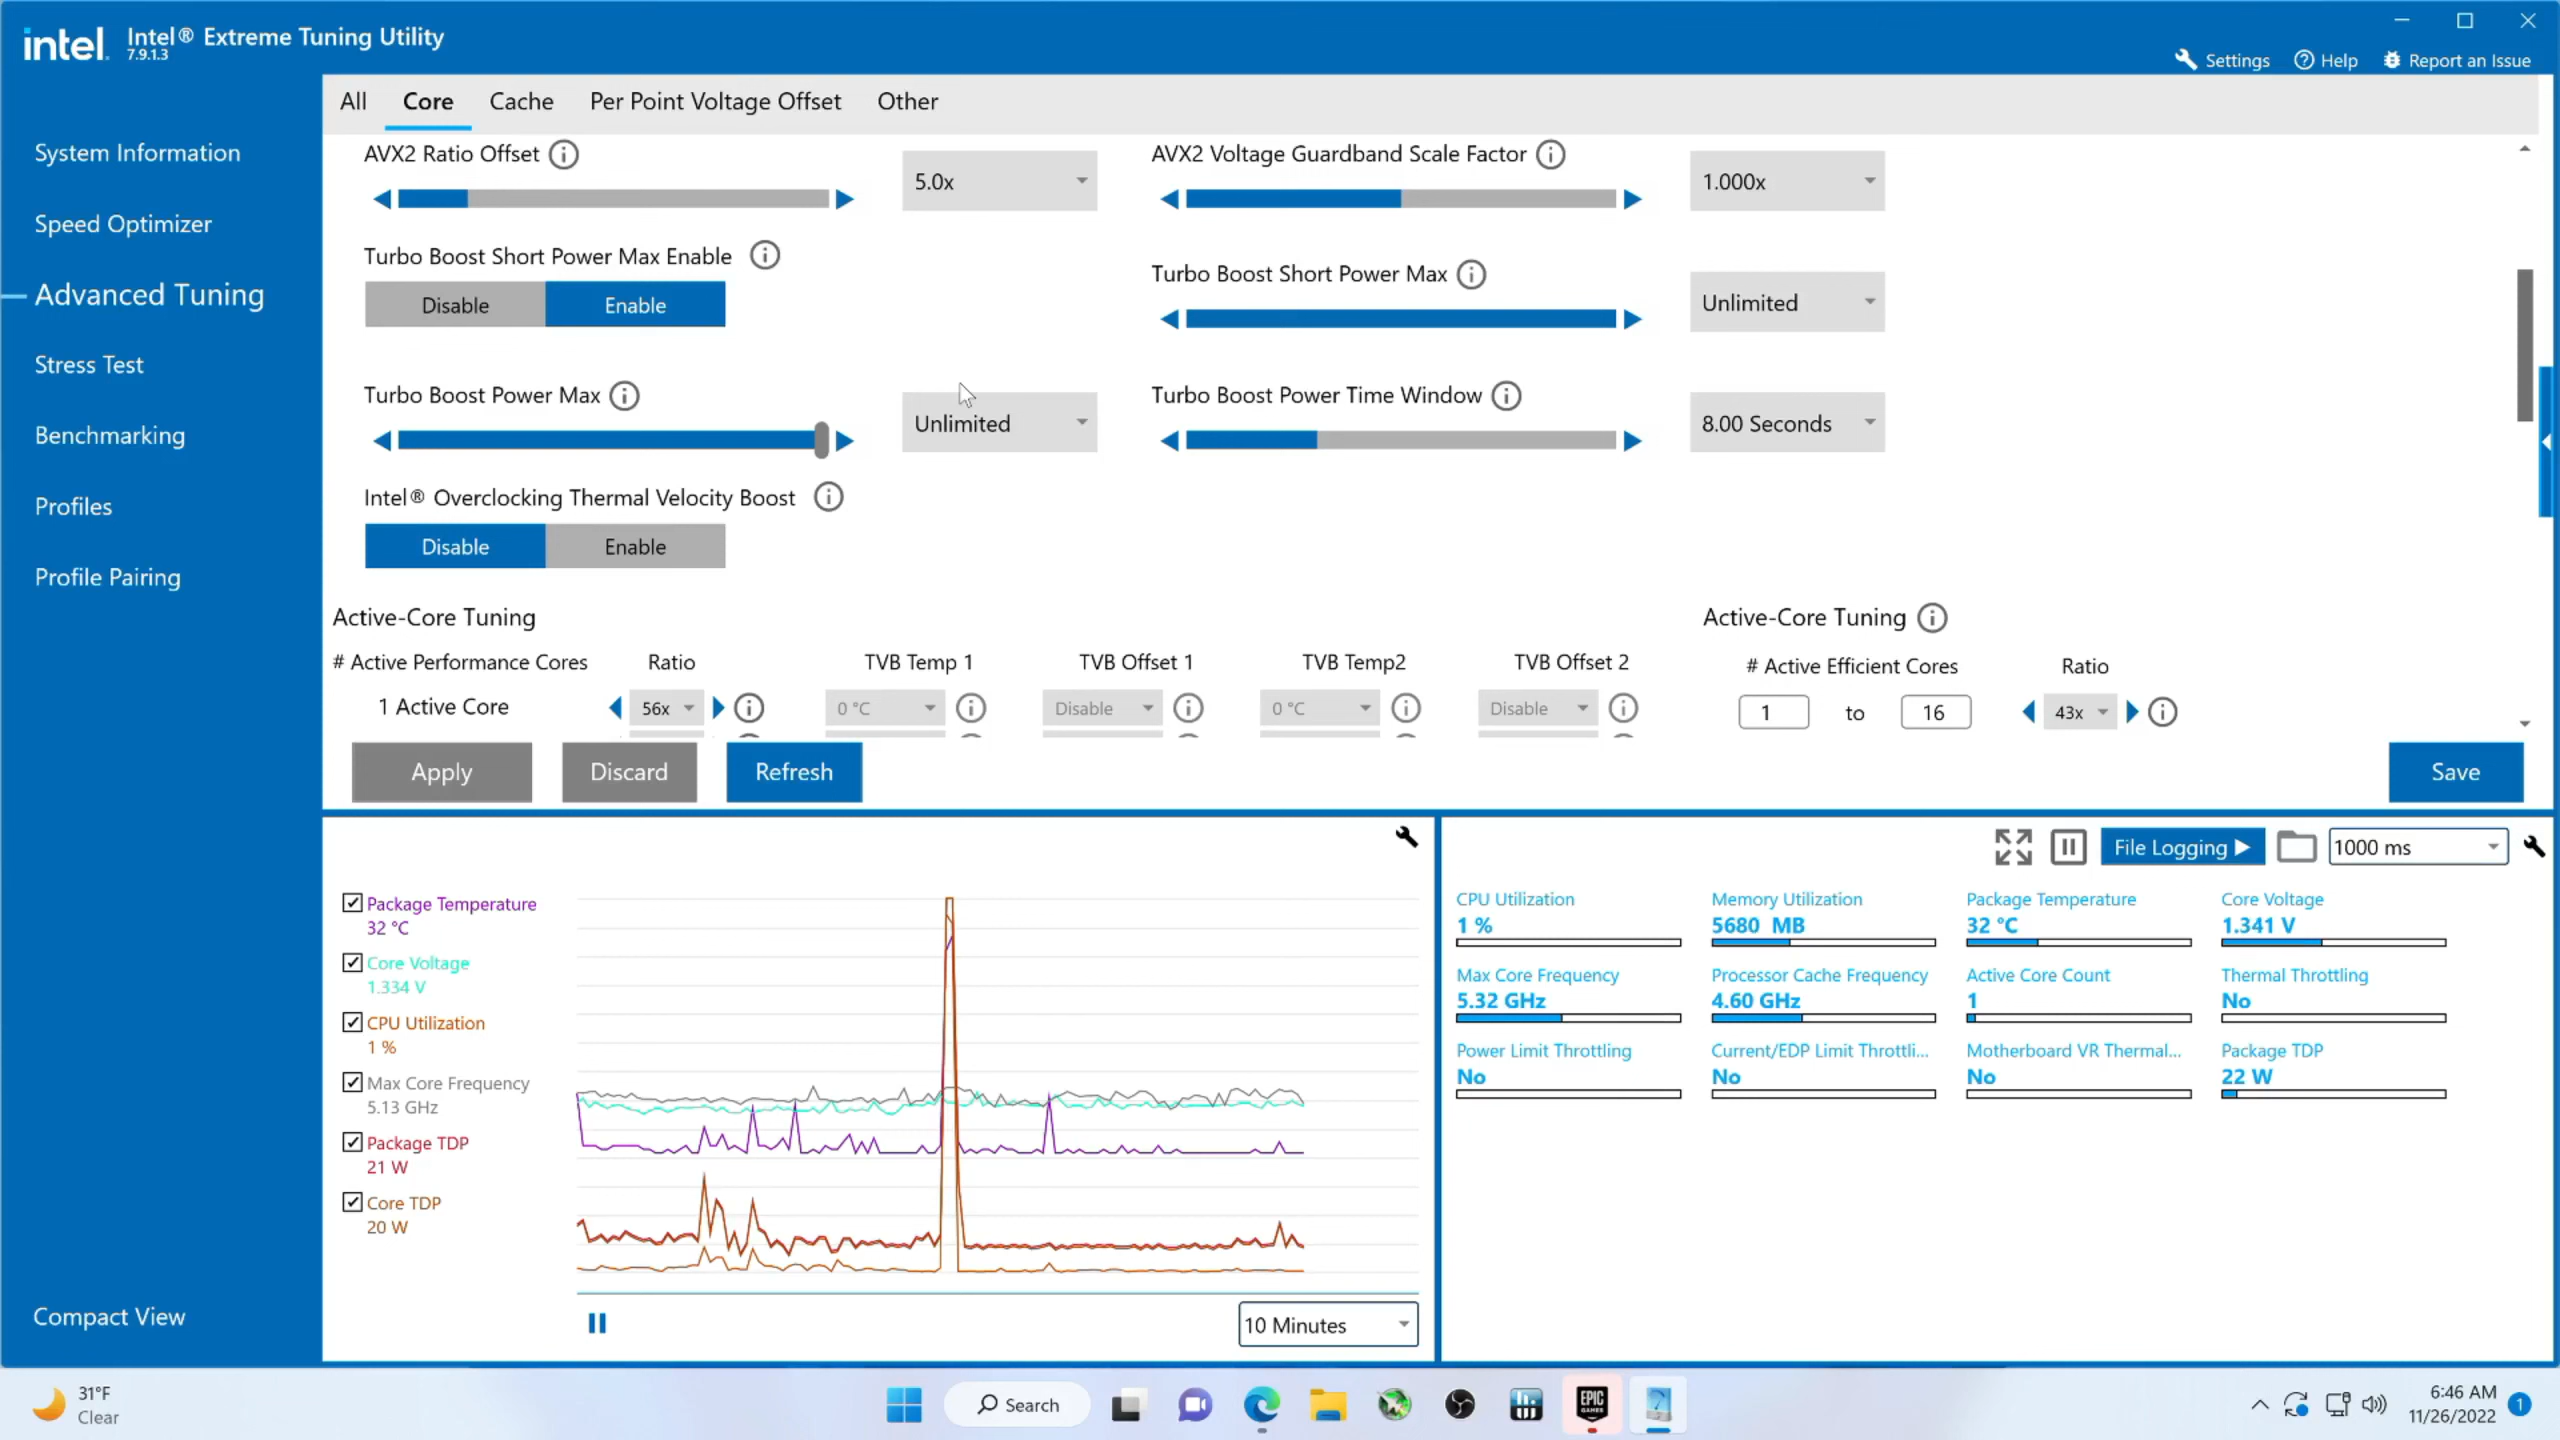 intel. Intel® Extreme Tuning Utility
7.9.1.3
Settings Help Report an Issue
All Core Cache Per Point Voltage Offset Other
System Information
Speed Optimizer
Advanced Tuning
Stress Test
Benchmarking
Profiles
Profile Pairing
Compact View
AVX2 Ratio Offset
5.0x
AVX2 Voltage Guardband Scale Factor
1.000x
Turbo Boost Short Power Max Enable
Disable Enable
Turbo Boost Short Power Max
Unlimited
Turbo Boost Power Max
Unlimited
Turbo Boost Power Time Window
8.00 Seconds
Intel® Overclocking Thermal Velocity Boost
Disable Enable
Active-Core Tuning
# Active Performance Cores Ratio TVB Temp 1 TVB Offset 1 TVB Temp2 TVB Offset 2
1 Active Core 56x 0 °C Disable 0 °C Disable
Active-Core Tuning
# Active Efficient Cores Ratio
1 to 16 43x
Apply Discard Refresh Save
Package Temperature
32 °C
Core Voltage
1.334 V
CPU Utilization
1 %
Max Core Frequency
5.13 GHz
Package TDP
21 W
Core TDP
20 W
10 Minutes
File Logging 1000 ms
CPU Utilization Memory Utilization Package Temperature Core Voltage
1 % 5680 MB 32 °C 1.341 V
Max Core Frequency Processor Cache Frequency Active Core Count Thermal Throttling
5.32 GHz 4.60 GHz 1 No
Power Limit Throttling Current/EDP Limit Throttli... Motherboard VR Thermal... Package TDP
No No No 22 W
31°F
Clear
Search
EPIC
GAMES
6:46 AM
11/26/2022
1